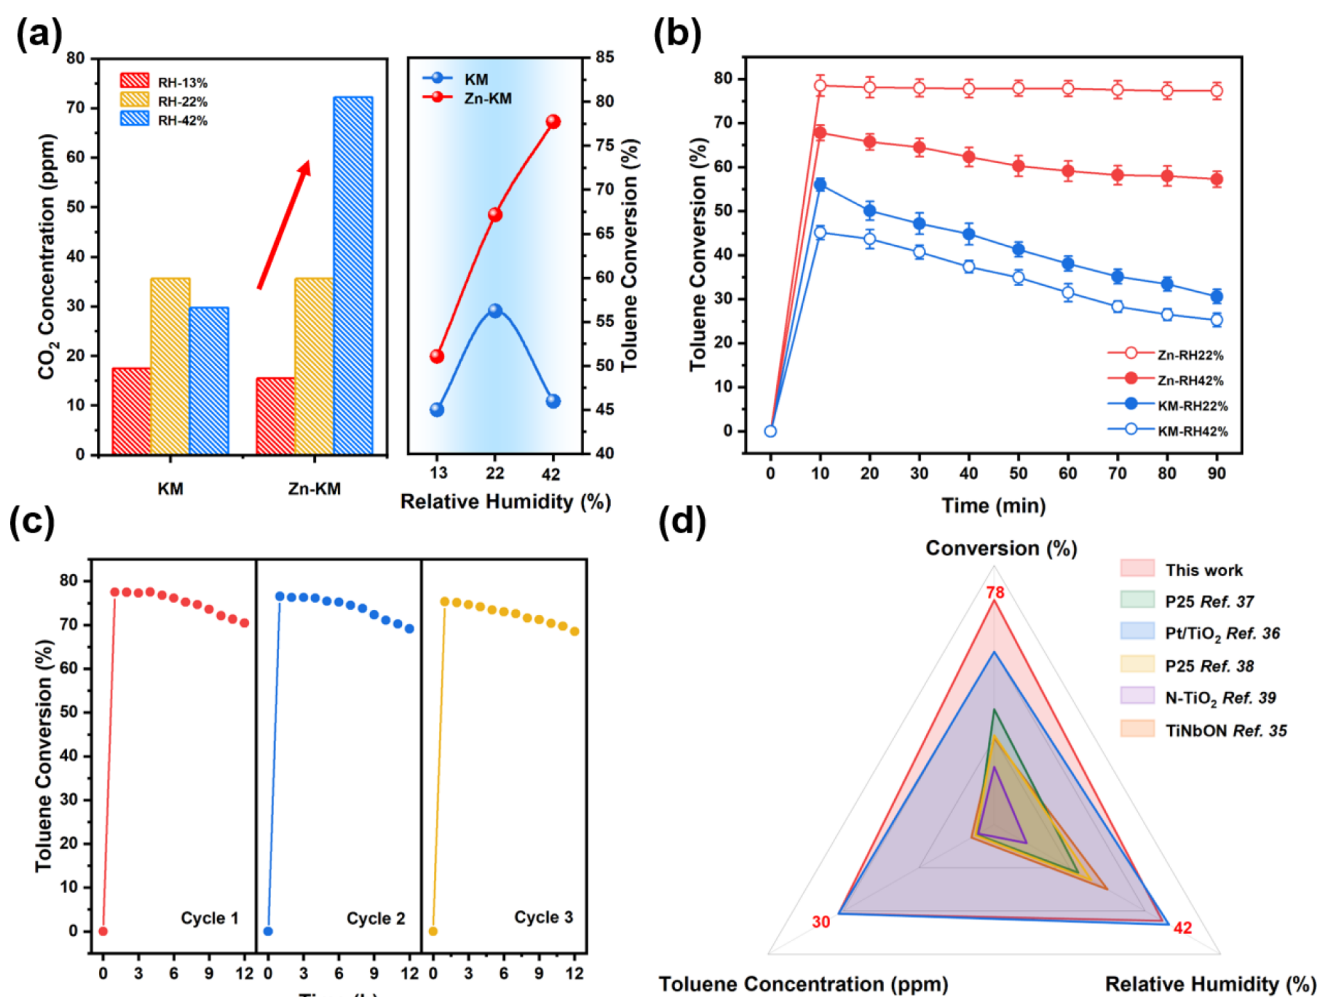 (a)
80
70
60
50
40
30
20
10
0
CO₂ Concentration (ppm)
RH-13%
RH-22%
RH-42%
KM
Zn-KM
KM
Zn-KM
85
80
75
70
65
60
55
50
45
40
Toluene Conversion (%)
13
22
42
Relative Humidity (%)
(b)
80
70
60
50
40
30
20
10
0
Toluene Conversion (%)
Zn-RH22%
Zn-RH42%
KM-RH22%
KM-RH42%
0 10 20 30 40 50 60 70 80 90
Time (min)
(c)
80
70
60
50
40
30
20
10
0
Toluene Conversion (%)
Cycle 1
Cycle 2
Cycle 3
0 3 6 9 12
0 3 6 9 12
0 3 6 9 12
(d)
Conversion (%)
78
This work
P25 Ref. 37
Pt/TiO₂ Ref. 36
P25 Ref. 38
N-TiO₂ Ref. 39
TiNbON Ref. 35
30
42
Toluene Concentration (ppm)
Relative Humidity (%)